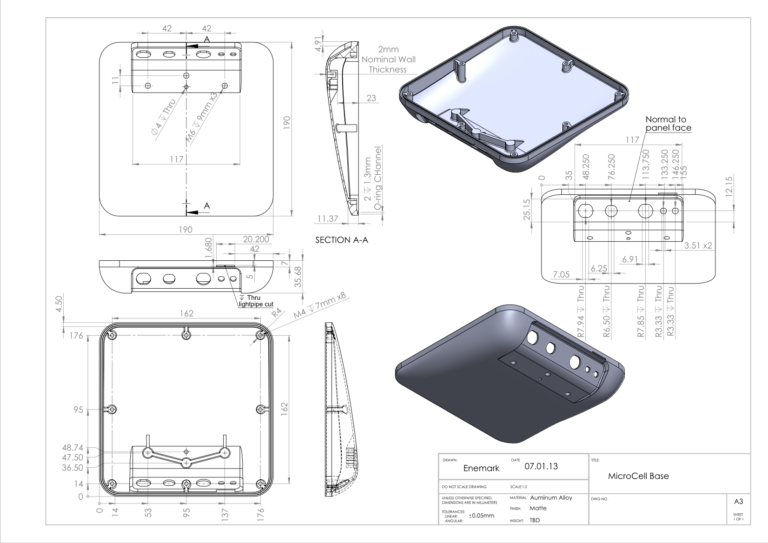 42
42
A
4.91
2mm
Nominal Wall
Thickness
11
∅ 4 ↧ Thru
M6 ↧ 9mm x3
23
190
117
2 ↧ 1.3mm
O-ring CHannel
A
190
11.37
SECTION A-A
Normal to
panel face
117
0
35
48.250
76.250
113.750
133.250
146.250
155
12.15
25.15
3.51 x2
6.91
6.25
7.05
R7.94 ↧ Thru
R6.50 ↧ Thru
R7.85 ↧ Thru
R3.33 ↧ Thru
R3.33 ↧ Thru
1.680
20.200
42
7
5
35.68
↧ Thru
lightpipe cut
4.50
162
R4
M4 ↧ 7mm x8
176
95
162
48.74
47.50
36.50
14
0
0
14
53
95
137
176
DRAWN:
Enemark
DATE:
07.01.13
TITLE:
MicroCell Base
DO NOT SCALE DRAWING
SCALE:1:2
UNLESS OTHERWISE SPECIFIED:
DIMENSIONS ARE IN MILLIMETERS
MATERIAL: Aluminum Alloy
DWG NO.
A3
FINISH: Matte
TOLERANCES:
LINEAR: ±0.05mm
ANGULAR:
WEIGHT: TBD
SHEET
1 OF 1